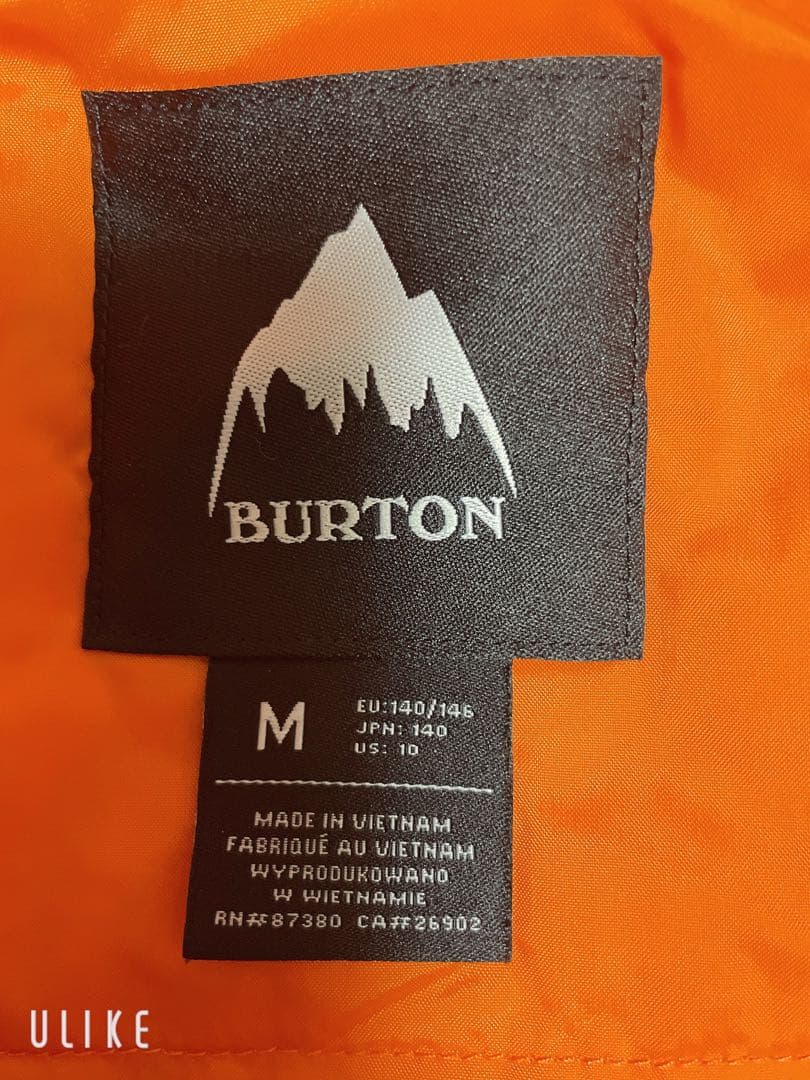 BURTON
M
EU:140/146
JPN: 140
US: 10
MADE IN VIETNAM
FABRIQUÉ AU VIETNAM
WYPRODUKOWANO
W WIETNAMIE
RN#87380 CA#26902
ULIKE